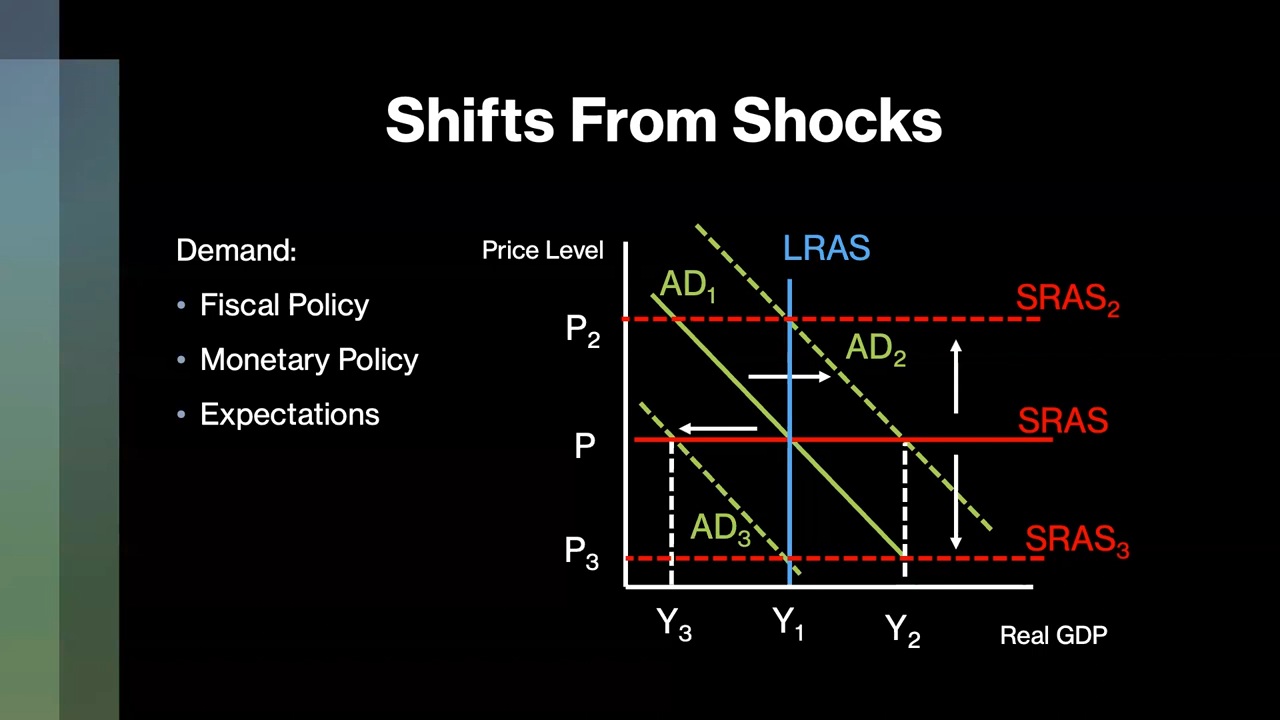 Shifts From Shocks
Demand:
• Fiscal Policy
• Monetary Policy
• Expectations
Price Level
LRAS
AD₁
SRAS₂
P₂
AD₂
SRAS
P
AD₃
SRAS₃
P₃
Y₃
Y₁
Y₂
Real GDP